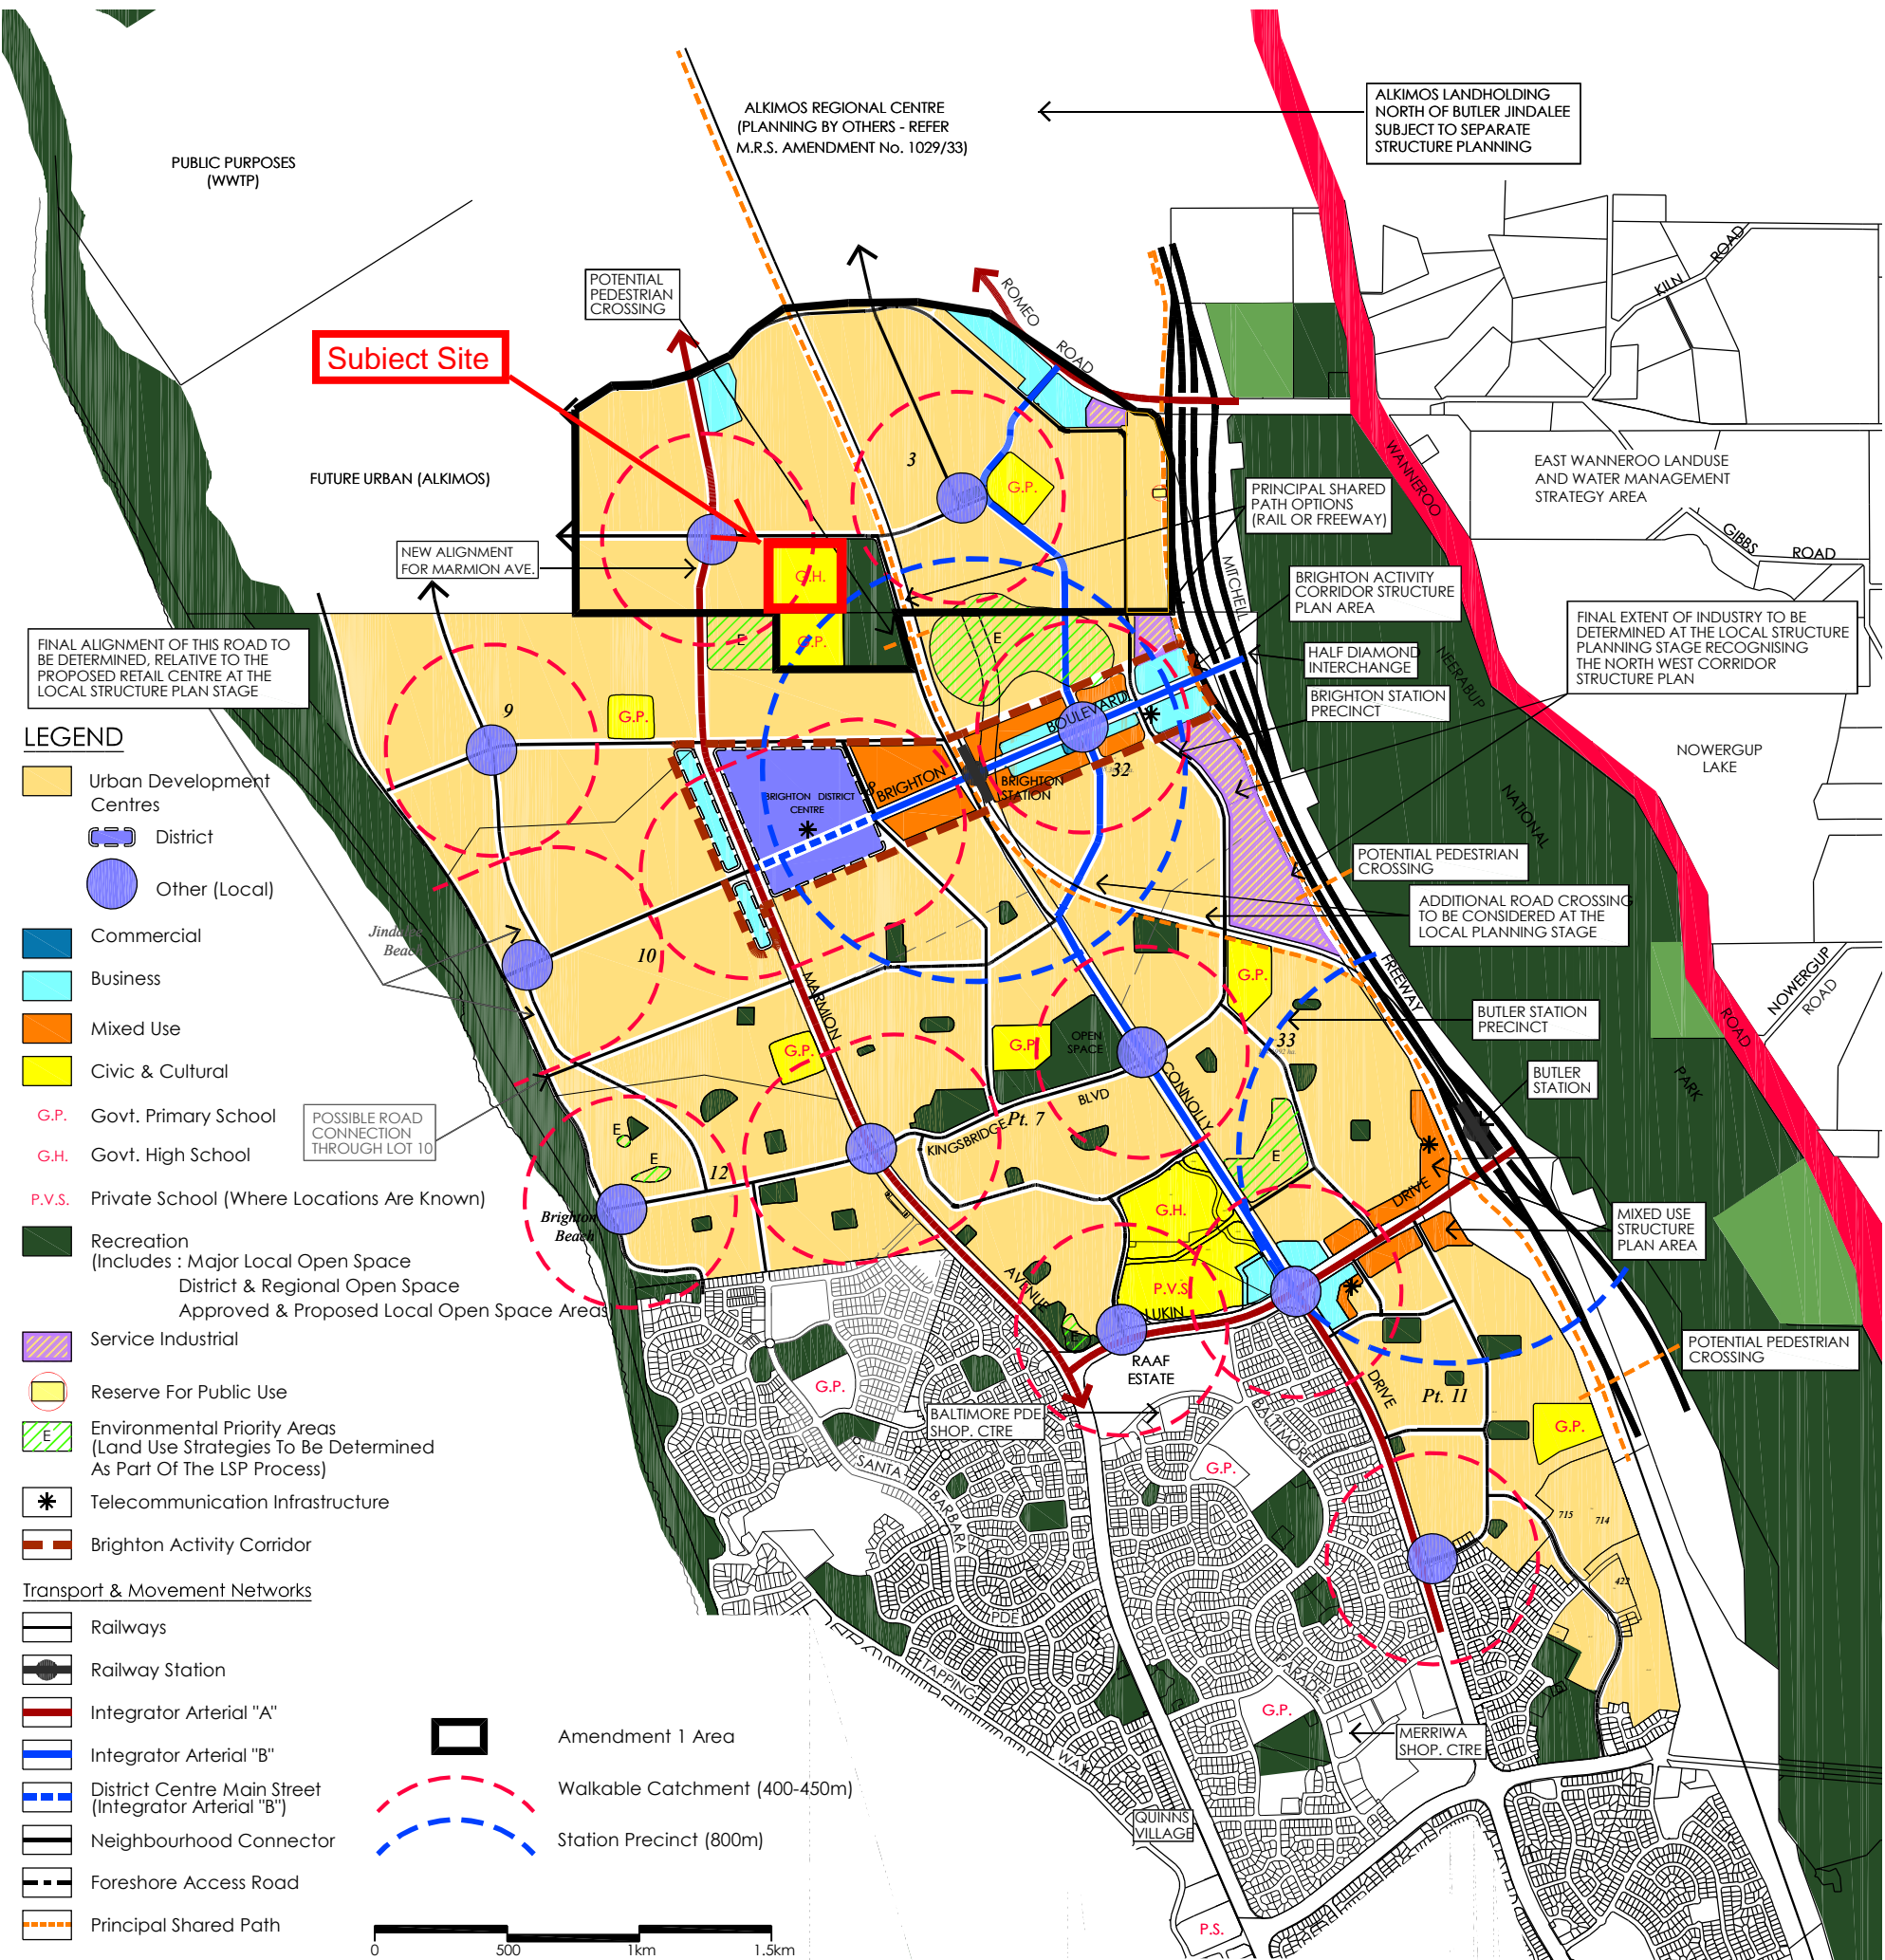 ALKIMOS REGIONAL CENTRE
(PLANNING BY OTHERS - REFER
M.R.S. AMENDMENT No. 1029/33)
ALKIMOS LANDHOLDING
NORTH OF BUTLER JINDALEE
SUBJECT TO SEPARATE
STRUCTURE PLANNING
PUBLIC PURPOSES
(WWTP)
POTENTIAL
PEDESTRIAN
CROSSING
ROMEO
ROAD
KILN
ROAD
Subject Site
FUTURE URBAN (ALKIMOS)
3
G.P.
WANNEROO
EAST WANNEROO LANDUSE
AND WATER MANAGEMENT
STRATEGY AREA
PRINCIPAL SHARED
PATH OPTIONS
(RAIL OR FREEWAY)
GIBBS
ROAD
NEW ALIGNMENT
FOR MARMION AVE.
G.H.
MITCHELL
BRIGHTON ACTIVITY
CORRIDOR STRUCTURE
PLAN AREA
FINAL EXTENT OF INDUSTRY TO BE
DETERMINED AT THE LOCAL STRUCTURE
PLANNING STAGE RECOGNISING
THE NORTH WEST CORRIDOR
STRUCTURE PLAN
FINAL ALIGNMENT OF THIS ROAD TO
BE DETERMINED, RELATIVE TO THE
PROPOSED RETAIL CENTRE AT THE
LOCAL STRUCTURE PLAN STAGE
E
G.P.
E
HALF DIAMOND
INTERCHANGE
NEERABUP
BRIGHTON STATION
PRECINCT
9
G.P.
BOULEVARD
32
BRIGHTON
STATION
BRIGHTON
8
BRIGHTON DISTRICT
CENTRE
NATIONAL
NOWERGUP
LAKE
POTENTIAL PEDESTRIAN
CROSSING
ADDITIONAL ROAD CROSSING
TO BE CONSIDERED AT THE
LOCAL PLANNING STAGE
Jindalee
Beach
10
MARMION
G.P.
FREEWAY
NOWERGUP
ROAD
ROAD
BUTLER STATION
PRECINCT
G.P.
G.P.
OPEN
SPACE
33
BUTLER
STATION
PARK
POSSIBLE ROAD
CONNECTION
THROUGH LOT 10
BLVD
KINGSBRIDGE
Pt. 7
CONNOLLY
E
E
E
12
Brighton
Beach
G.H.
DRIVE
MIXED USE
STRUCTURE
PLAN AREA
AVENUE
P.V.S
LUKIN
E
RAAF
ESTATE
POTENTIAL PEDESTRIAN
CROSSING
G.P.
DRIVE
Pt. 11
BALTIMORE PDE.
SHOP. CTRE
BALTIMORE
G.P.
G.P.
SANTA
BARBARA
PDE
715
714
422
TAPPING
WAY
PARADE
G.P.
MERRIWA
SHOP. CTRE
QUINNS
VILLAGE
P.S.
LEGEND
Urban Development
Centres
District
Other (Local)
Commercial
Business
Mixed Use
Civic & Cultural
G.P. Govt. Primary School
G.H. Govt. High School
P.V.S. Private School (Where Locations Are Known)
Recreation
(Includes : Major Local Open Space
District & Regional Open Space
Approved & Proposed Local Open Space Areas
Service Industrial
Reserve For Public Use
E Environmental Priority Areas
(Land Use Strategies To Be Determined
As Part Of The LSP Process)
Telecommunication Infrastructure
Brighton Activity Corridor
Transport & Movement Networks
Railways
Railway Station
Integrator Arterial "A"
Integrator Arterial "B"
District Centre Main Street
(Integrator Arterial "B")
Neighbourhood Connector
Foreshore Access Road
Principal Shared Path
Amendment 1 Area
Walkable Catchment (400-450m)
Station Precinct (800m)
0 500 1km 1.5km